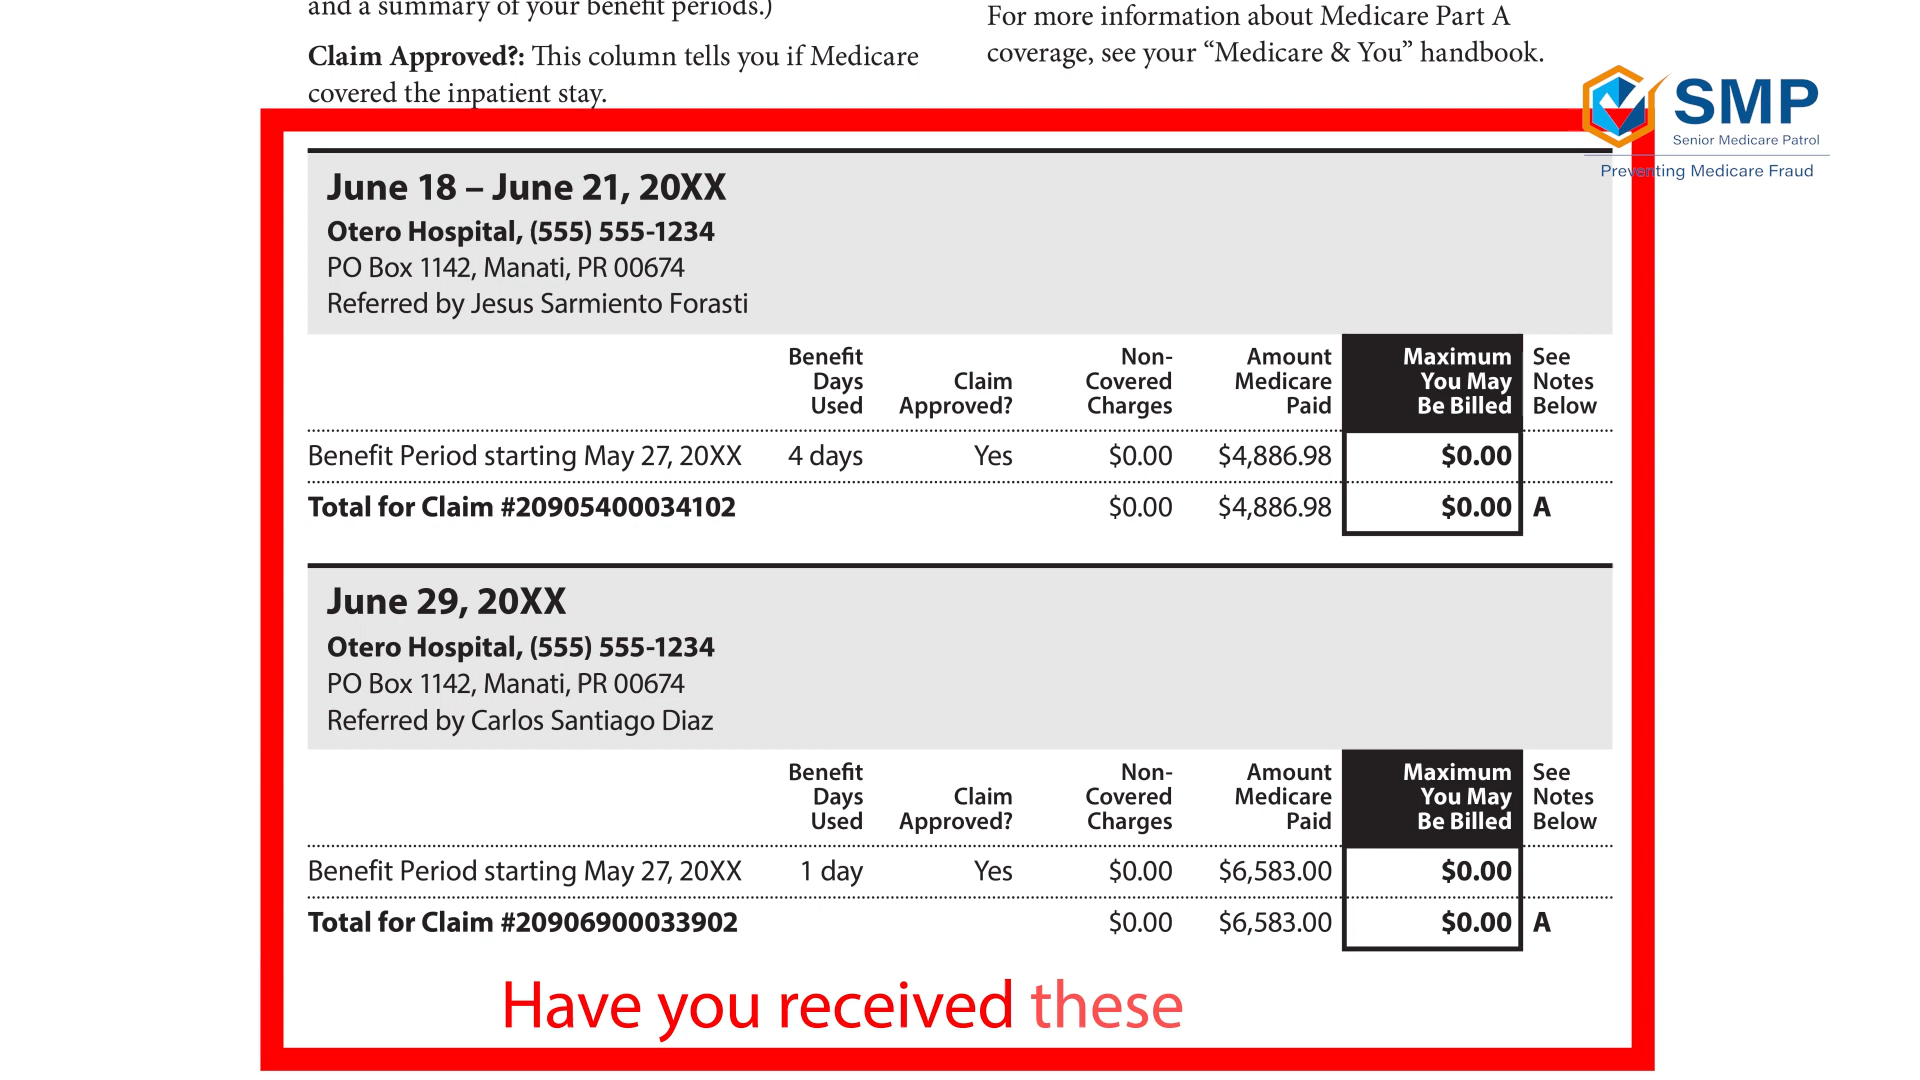 and a summary of your benefit periods.)
Claim Approved?: This column tells you if Medicare
covered the inpatient stay.
For more information about Medicare Part A
coverage, see your “Medicare & You” handbook.
SMP
Senior Medicare Patrol
Preventing Medicare Fraud
June 18 – June 21, 20XX
Otero Hospital, (555) 555-1234
PO Box 1142, Manati, PR 00674
Referred by Jesus Sarmiento Forasti
Benefit Days Used Claim Approved? Non-Covered Charges Amount Medicare Paid Maximum You May Be Billed See Notes Below
Benefit Period starting May 27, 20XX 4 days Yes $0.00 $4,886.98 $0.00
Total for Claim #20905400034102 $0.00 $4,886.98 $0.00 A
June 29, 20XX
Otero Hospital, (555) 555-1234
PO Box 1142, Manati, PR 00674
Referred by Carlos Santiago Diaz
Benefit Days Used Claim Approved? Non-Covered Charges Amount Medicare Paid Maximum You May Be Billed See Notes Below
Benefit Period starting May 27, 20XX 1 day Yes $0.00 $6,583.00 $0.00
Total for Claim #20906900033902 $0.00 $6,583.00 $0.00 A
Have you received these